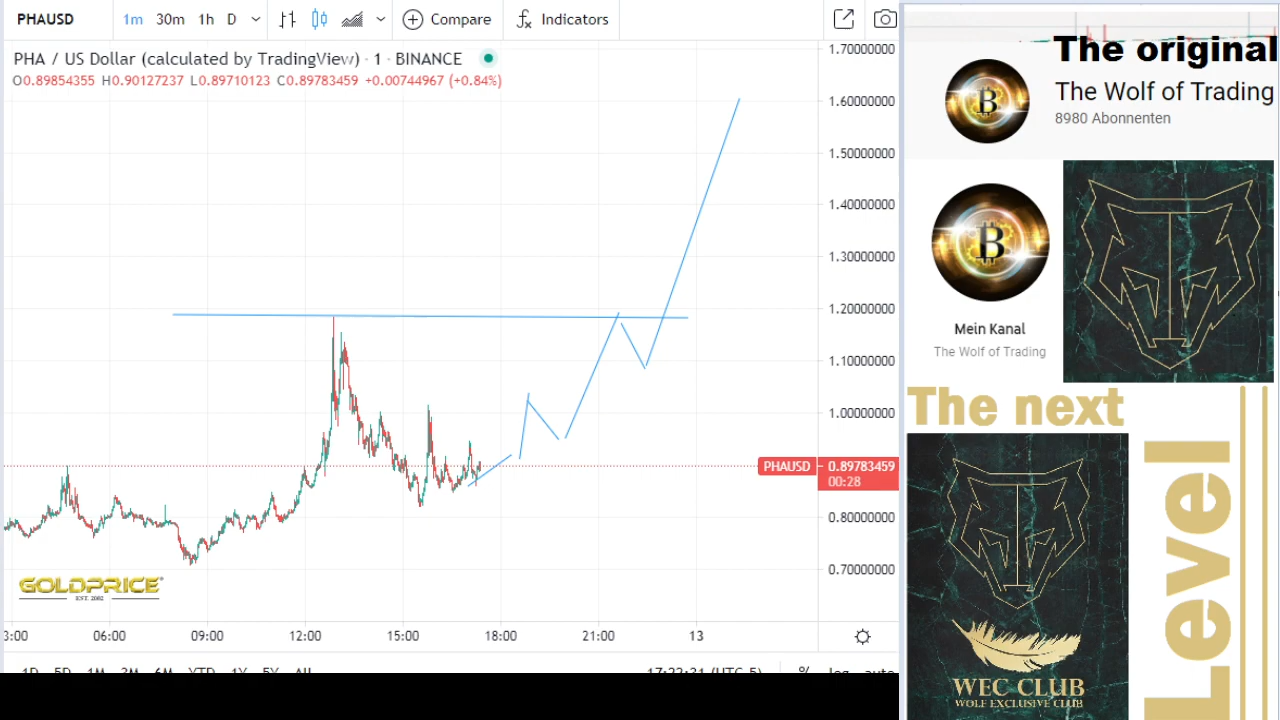 PHAUSD
1m 30m 1h D
Compare
Indicators
PHA / US Dollar (calculated by TradingView) · 1 · BINANCE
O0.89854355 H0.90127237 L0.89710123 C0.89783459 +0.00744967 (+0.84%)
1.70000000
1.60000000
1.50000000
1.40000000
1.30000000
1.20000000
1.10000000
1.00000000
PHAUSD 0.89783459
00:28
0.80000000
0.70000000
GOLDPRICE
EST. 2002
3:00 06:00 09:00 12:00 15:00 18:00 21:00 13
1D 5D 1M 3M 6M YTD 1Y 5Y All 17:22:31 (UTC-5) % log auto
The original
The Wolf of Trading
8980 Abonnenten
Mein Kanal
The Wolf of Trading
The next
Level
WEC CLUB
WOLF EXCLUSIVE CLUB